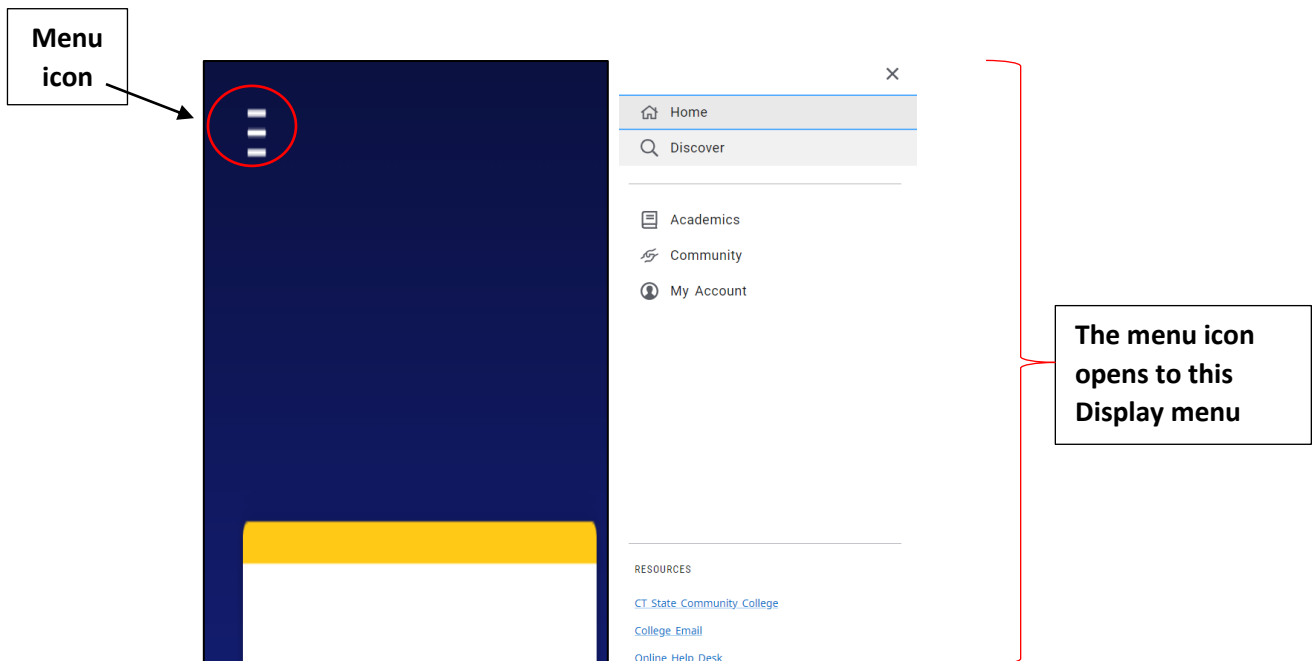 Menu
icon
Home
Discover
Academics
Community
My Account
The menu icon
opens to this
Display menu
RESOURCES
CT State Community College
College Email
Online Help Desk